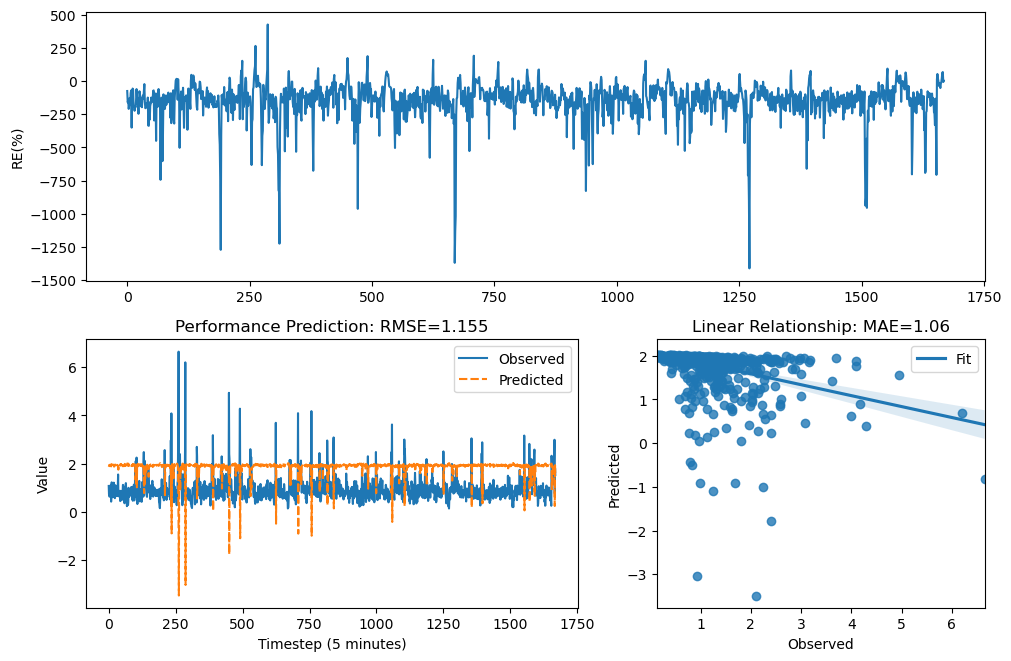 500
250
0
−250
−500
−750
−1000
−1250
−1500
RE(%)
0 250 500 750 1000 1250 1500 1750
Performance Prediction: RMSE=1.155
Observed
Predicted
6
4
2
0
−2
Value
0 250 500 750 1000 1250 1500 1750
Timestep (5 minutes)
Linear Relationship: MAE=1.06
Fit
2
1
0
−1
−2
−3
Predicted
1 2 3 4 5 6
Observed